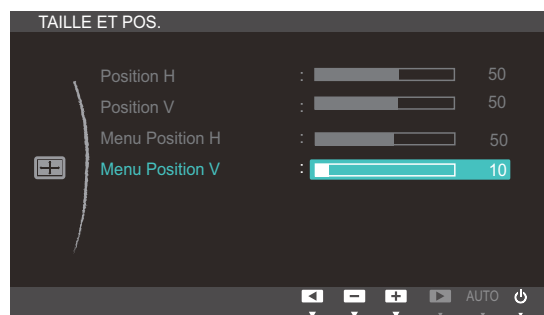 TAILLE ET POS.
Position H : 50
Position V : 50
Menu Position H : 50
Menu Position V : 10
AUTO